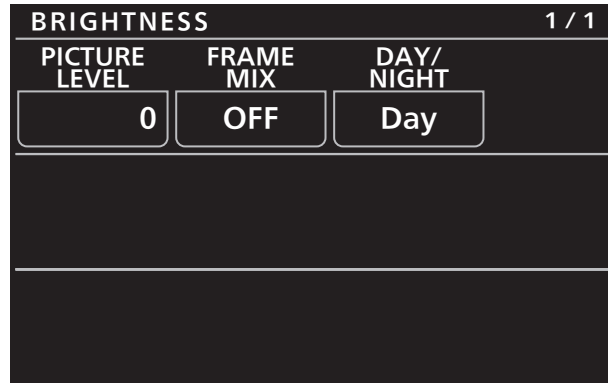 BRIGHTNESS 1 / 1
PICTURE LEVEL
FRAME MIX
DAY/ NIGHT
0 OFF Day